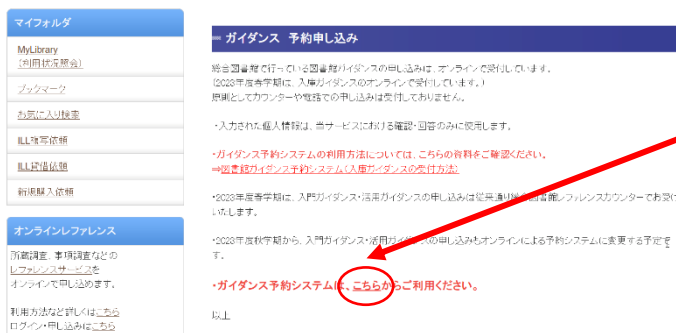 マイフォルダ
MyLibrary
(利用状況照会)
ブックマーク
お気に入り検索
ILL複写依頼
ILL貸借依頼
新規購入依頼
オンラインレファレンス
所蔵調査、事項調査などの
レファレンスサービスを
オンラインで申し込めます。
利用方法など詳しくはこちら
ログイン・申し込みはこちら
ガイダンス 予約申し込み
総合図書館で行っている図書館ガイダンスの申し込みは、オンラインで受付しています。
(2023年度春学期は、入庫ガイダンスのオンラインで受付しています。)
原則としてカウンターや電話での申し込みは受付しておりません。
・入力された個人情報は、当サービスにおける確認・回答のみに使用します。
・ガイダンス予約システムの利用方法については、こちらの資料をご確認ください。
⇒図書館ガイダンス予約システム(入庫ガイダンスの受付方法)
・2023年度春学期は、入門ガイダンス・活用ガイダンスの申し込みは従来通り総合図書館レファレンスカウンターでお受け
いたします。
・2023年度秋学期から、入門ガイダンス・活用ガイダンスの申し込みもオンラインによる予約システムに変更する予定で
す。
・ガイダンス予約システムは、こちらからご利用ください。
以上